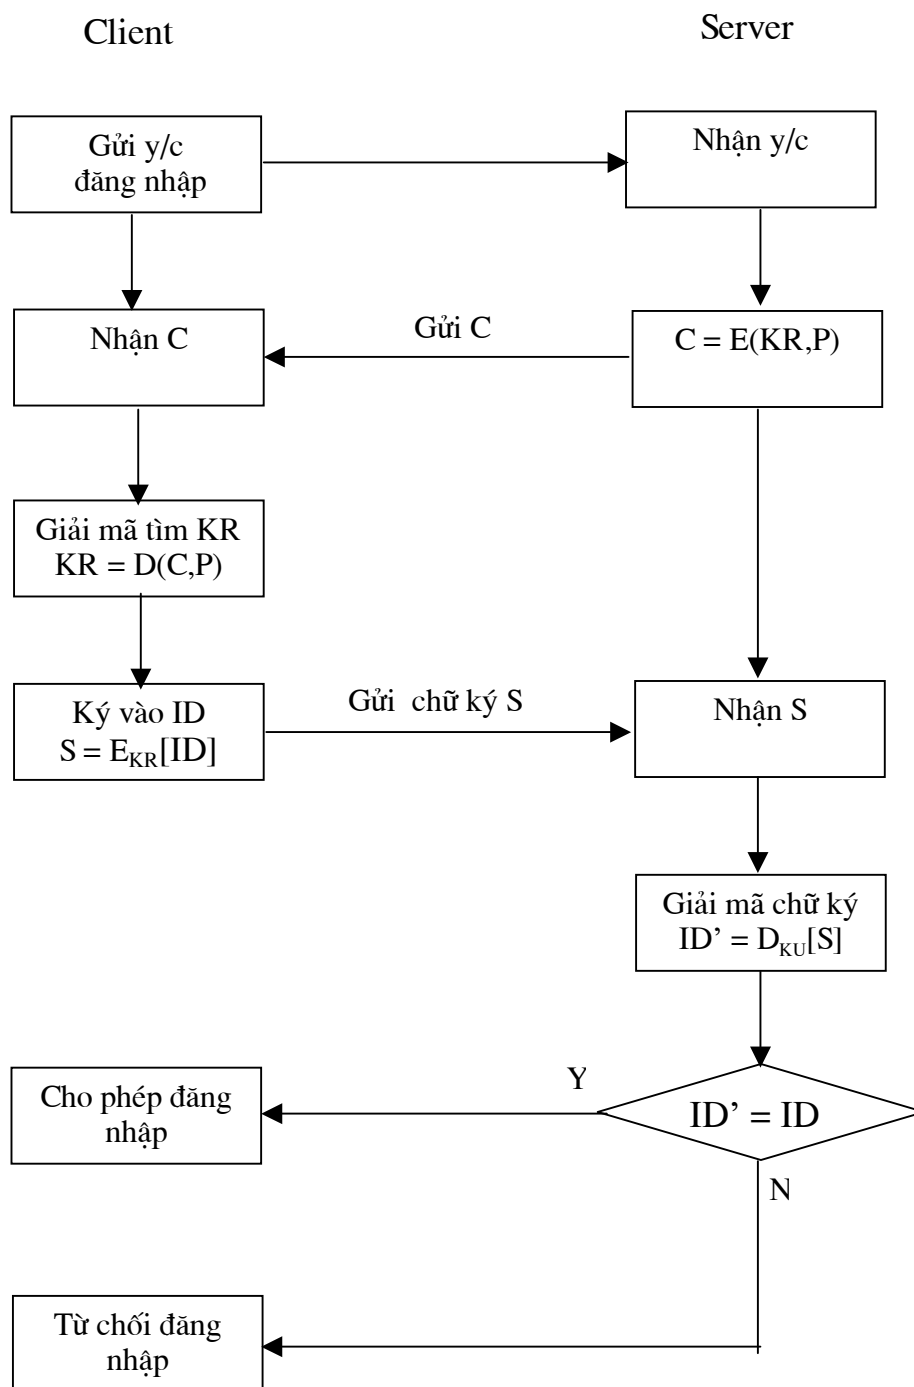 Client
Server
Gửi y/c
đăng nhập
Nhận y/c
Nhận C
Gửi C
C = E(KR,P)
Giải mã tìm KR
KR = D(C,P)
Ký vào ID
S = E_KR[ID]
Gửi chữ ký S
Nhận S
Giải mã chữ ký
ID’ = D_KU[S]
Cho phép đăng
nhập
Y
ID’ = ID
N
Từ chối đăng
nhập